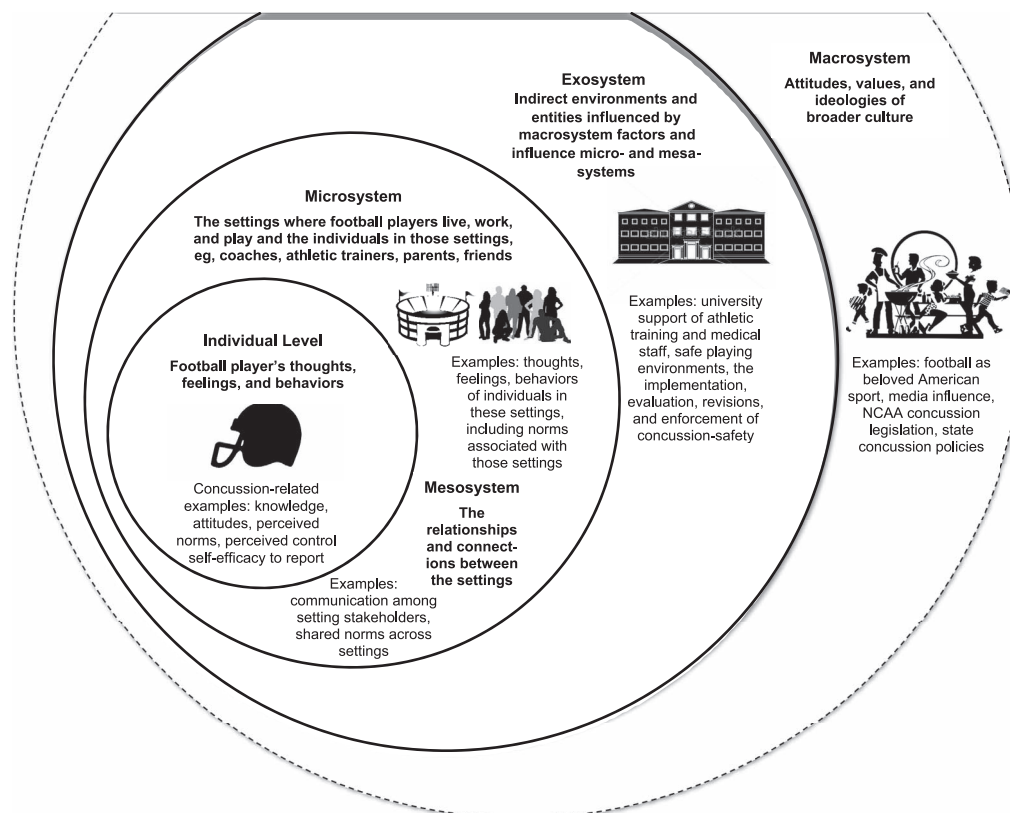 Macrosystem
Attitudes, values, and
ideologies of
broader culture
Exosystem
Indirect environments and
entities influenced by
macrosystem factors and
influence micro- and mesa-
systems
Microsystem
The settings where football players live, work,
and play and the individuals in those settings,
eg, coaches, athletic trainers, parents, friends
Individual Level
Football player's thoughts,
feelings, and behaviors
Concussion-related
examples: knowledge,
attitudes, perceived
norms, perceived control
self-efficacy to report
Examples: thoughts,
feelings, behaviors
of individuals in
these settings,
including norms
associated with
those settings
Mesosystem
The
relationships
and connect-
ions between
the settings
Examples:
communication among
setting stakeholders,
shared norms across
settings
Examples: university
support of athletic
training and medical
staff, safe playing
environments, the
implementation,
evaluation, revisions,
and enforcement of
concussion-safety
Examples: football as
beloved American
sport, media influence,
NCAA concussion
legislation, state
concussion policies